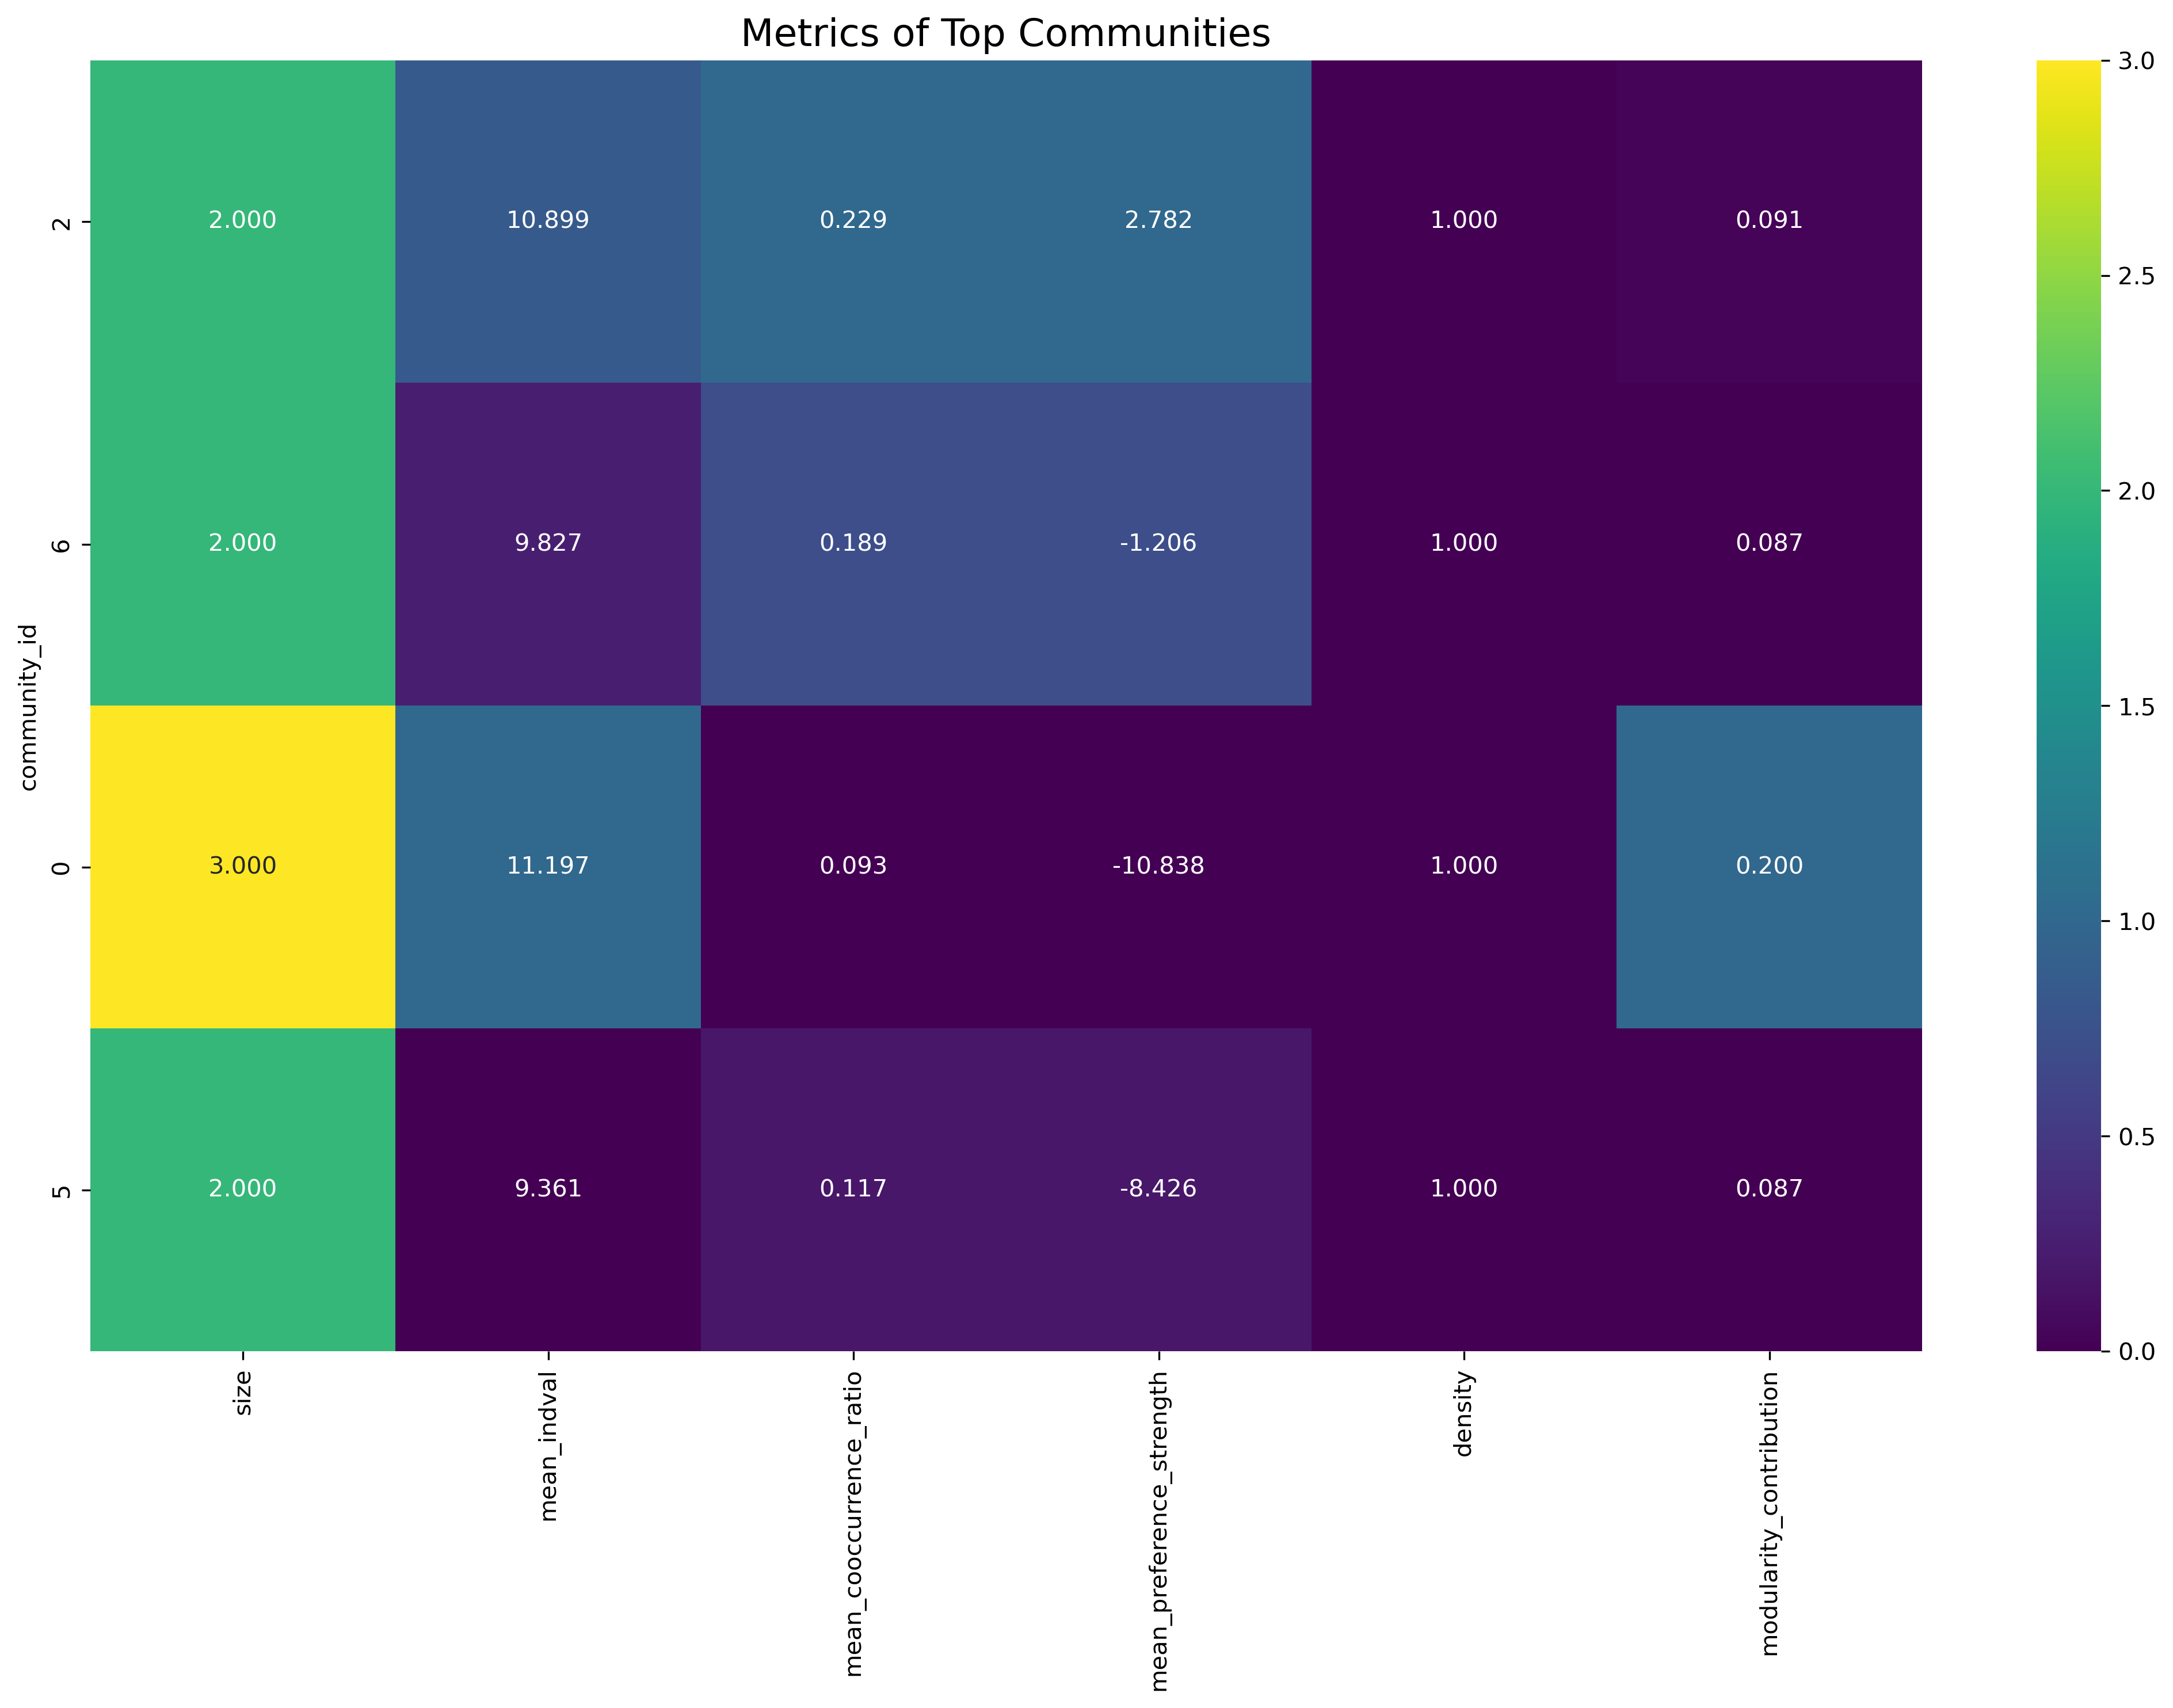 Metrics of Top Communities
community_id
2
2.000 10.899 0.229 2.782 1.000 0.091
6
2.000 9.827 0.189 -1.206 1.000 0.087
0
3.000 11.197 0.093 -10.838 1.000 0.200
5
2.000 9.361 0.117 -8.426 1.000 0.087
size
mean_indval
mean_cooccurrence_ratio
mean_preference_strength
density
modularity_contribution
3.0
2.5
2.0
1.5
1.0
0.5
0.0